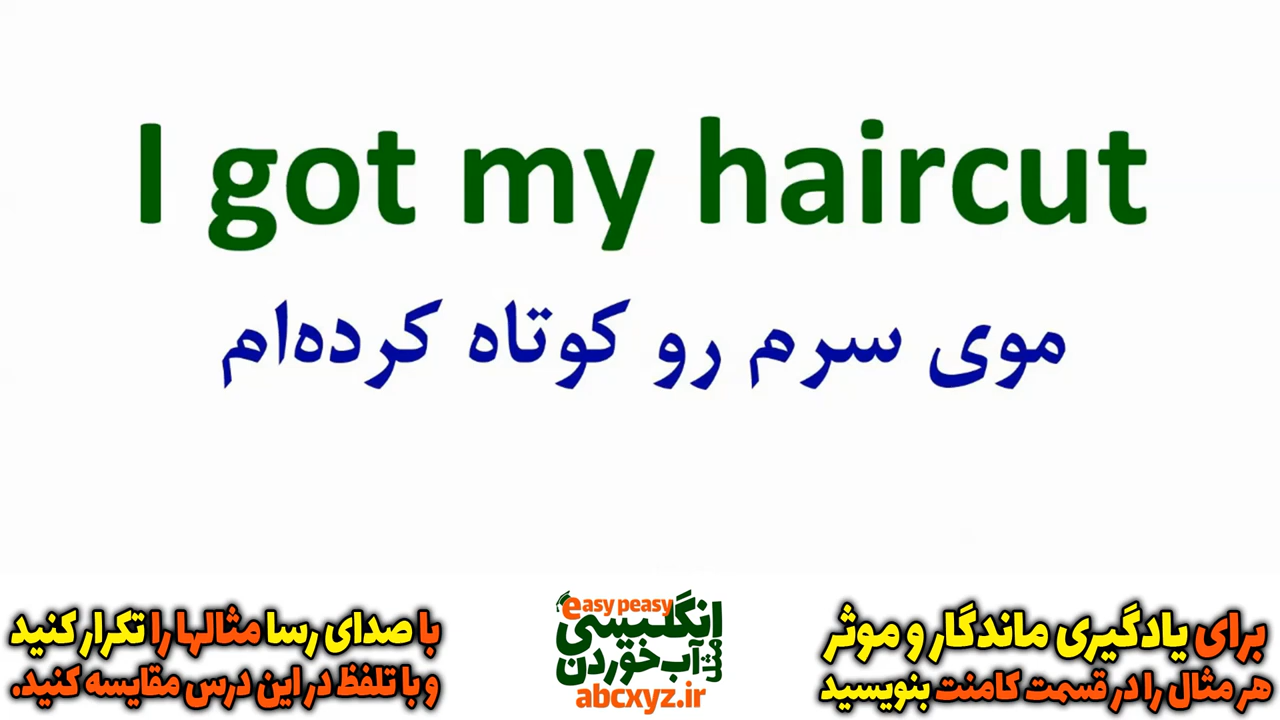 I got my haircut
موی سرم رو کوتاه کرده‌ام
برای یادگیری ماندگار و موثر
هر مثال را در قسمت کامنت بنویسید
easy peasy
انگلیسی
مثل آب خوردن
abcxyz.ir
با صدای رسا مثالها را تکرار کنید
و با تلفظ در این درس مقایسه کنید.